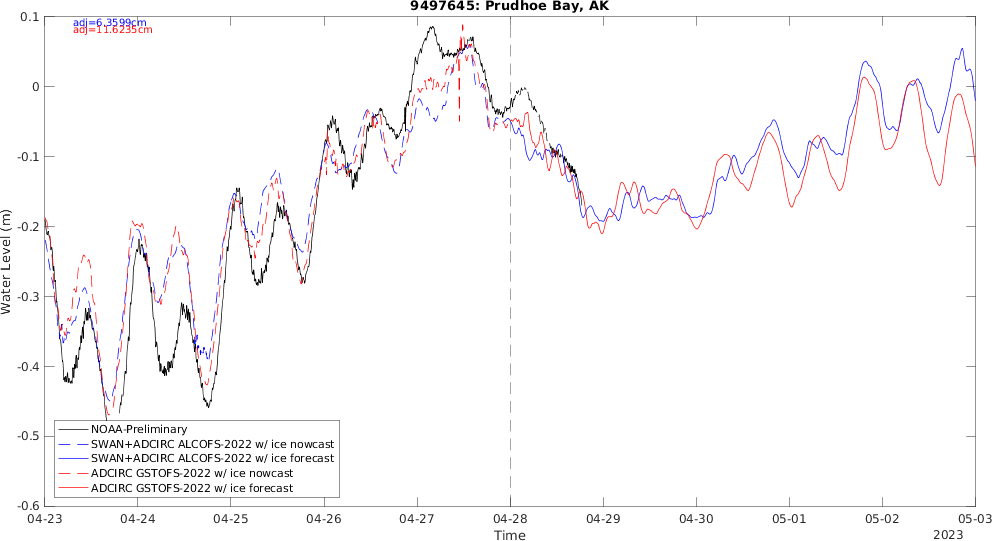 9497645: Prudhoe Bay, AK
adj=6.3599cm
adj=11.6235cm
0.1
0
-0.1
-0.2
-0.3
-0.4
-0.5
-0.6
Water Level (m)
NOAA-Preliminary
SWAN+ADCIRC ALCOFS-2022 w/ ice nowcast
SWAN+ADCIRC ALCOFS-2022 w/ ice forecast
ADCIRC GSTOFS-2022 w/ ice nowcast
ADCIRC GSTOFS-2022 w/ ice forecast
04-23 04-24 04-25 04-26 04-27 04-28 04-29 04-30 05-01 05-02 05-03
Time
2023